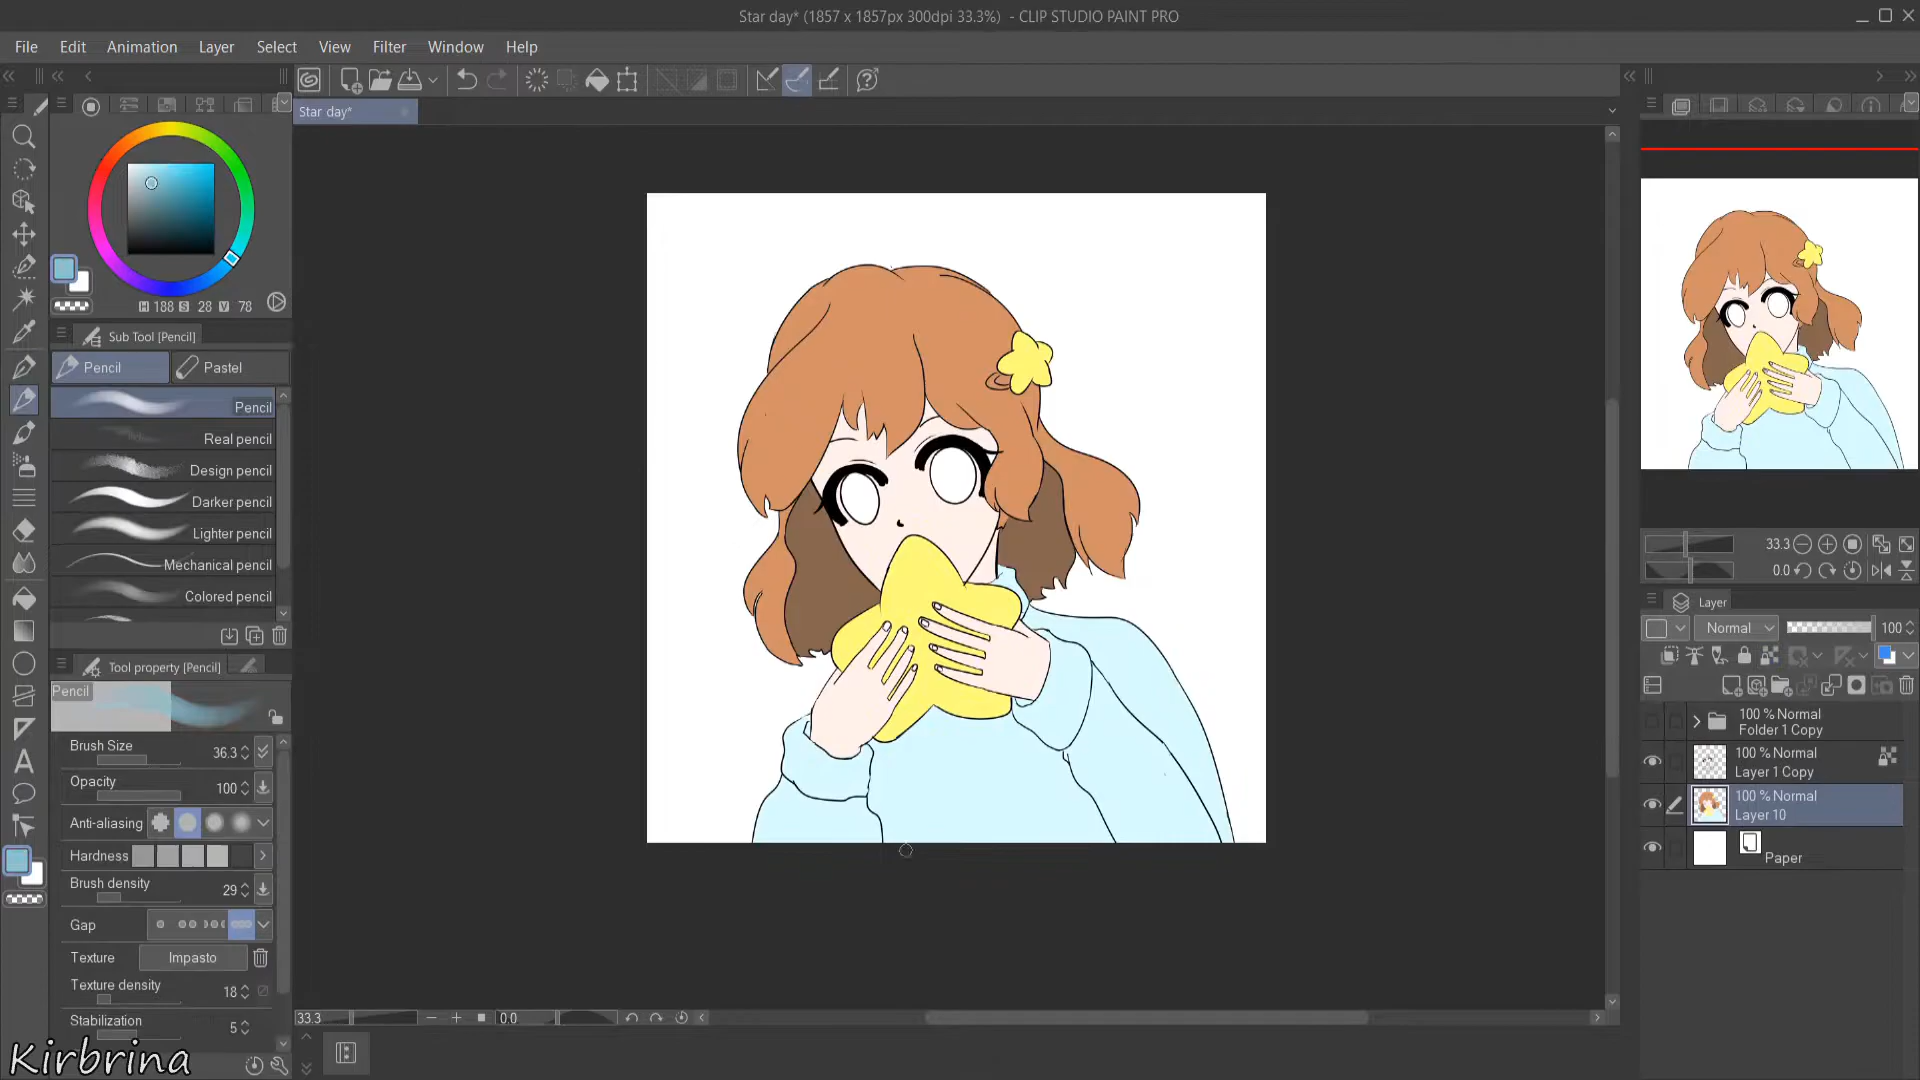 Star day* (1857 x 1857px 300dpi 33.3%) - CLIP STUDIO PAINT PRO
File Edit Animation Layer Select View Filter Window Help
Star day*
H 188 S 28 V 78
Sub Tool [Pencil]
Pencil Pastel
Pencil
Real pencil
Design pencil
Darker pencil
Lighter pencil
Mechanical pencil
Colored pencil
Tool property [Pencil]
Pencil
Brush Size 36.3
Opacity 100
Anti-aliasing
Hardness
Brush density 29
Gap
Texture Impasto
Texture density 18
Stabilization 5
Kirbrina
33.3 0.0
33.3
0.0
Layer
Normal 100
100 % Normal
Folder 1 Copy
100 % Normal
Layer 1 Copy
100 % Normal
Layer 10
Paper